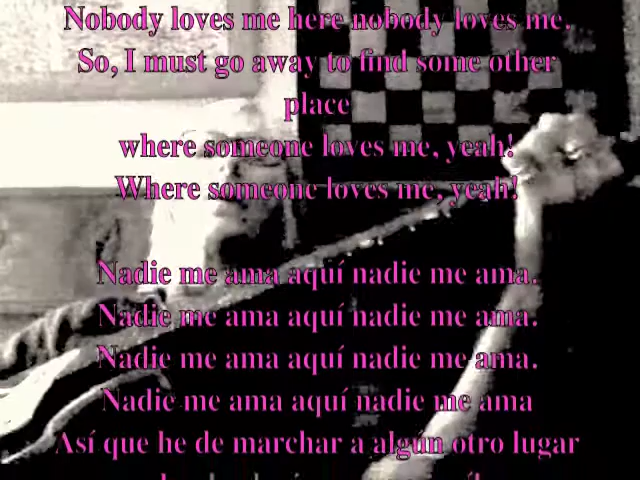 Nobody loves me here nobody loves me.
So, I must go away to find some other
place
where someone loves me, yeah!
Where someone loves me, yeah!
Nadie me ama aquí nadie me ama.
Nadie me ama aquí nadie me ama.
Nadie me ama aquí nadie me ama.
Nadie me ama aquí nadie me ama
Así que he de marchar a algún otro lugar